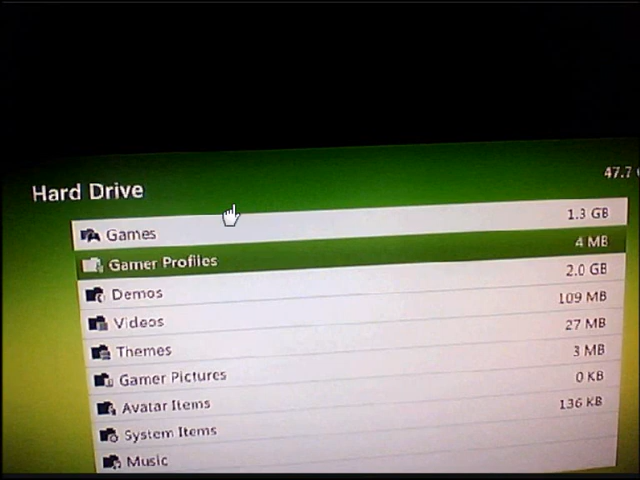 Hard Drive
47.7
Games 1.3 GB
Gamer Profiles 4 MB
Demos 2.0 GB
Videos 109 MB
Themes 27 MB
Gamer Pictures 3 MB
Avatar Items 0 KB
System Items 136 KB
Music